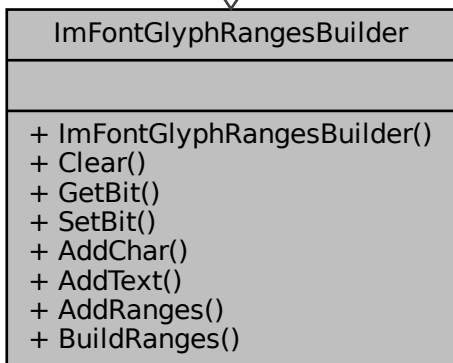 ImFontGlyphRangesBuilder
+ ImFontGlyphRangesBuilder()
+ Clear()
+ GetBit()
+ SetBit()
+ AddChar()
+ AddText()
+ AddRanges()
+ BuildRanges()